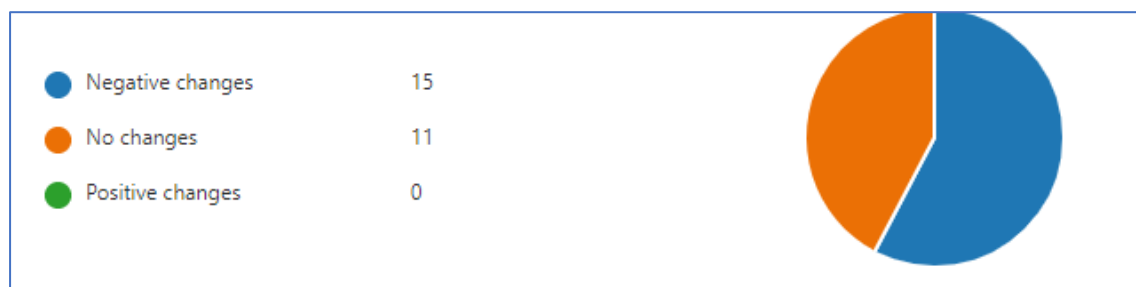 Negative changes 15
No changes 11
Positive changes 0